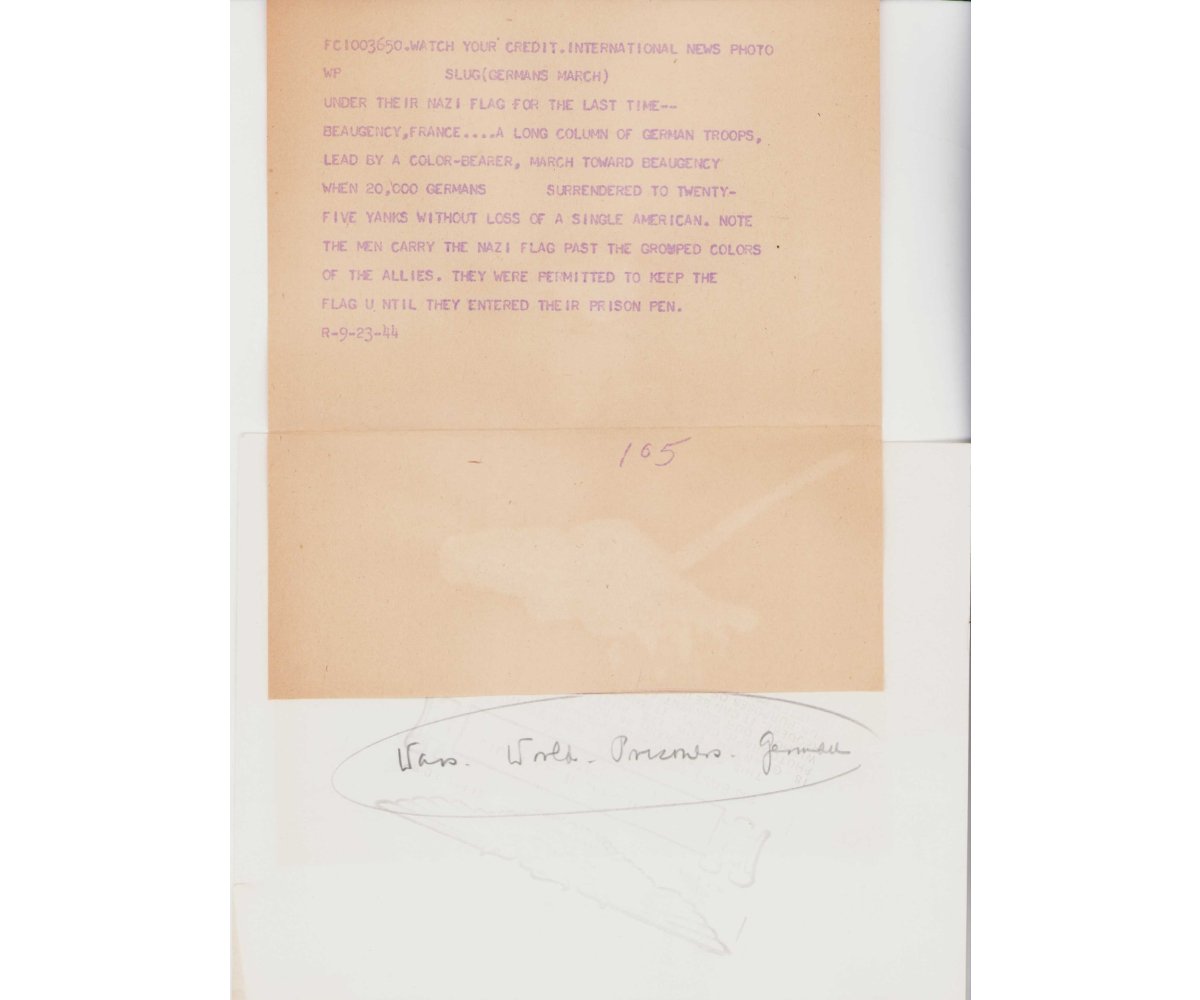 FC1003650.WATCH YOUR CREDIT.INTERNATIONAL NEWS PHOTO
WP SLUG(GERMANS MARCH)
UNDER THEIR NAZI FLAG FOR THE LAST TIME--
BEAUGENCY,FRANCE....A LONG COLUMN OF GERMAN TROOPS,
LEAD BY A COLOR-BEARER, MARCH TOWARD BEAUGENCY
WHEN 20,000 GERMANS SURRENDERED TO TWENTY-
FIVE YANKS WITHOUT LOSS OF A SINGLE AMERICAN. NOTE
THE MEN CARRY THE NAZI FLAG PAST THE GROUPED COLORS
OF THE ALLIES. THEY WERE PERMITTED TO KEEP THE
FLAG U NTIL THEY ENTERED THEIR PRISON PEN.
R-9-23-44
105
Wars. World. Prisoners. German